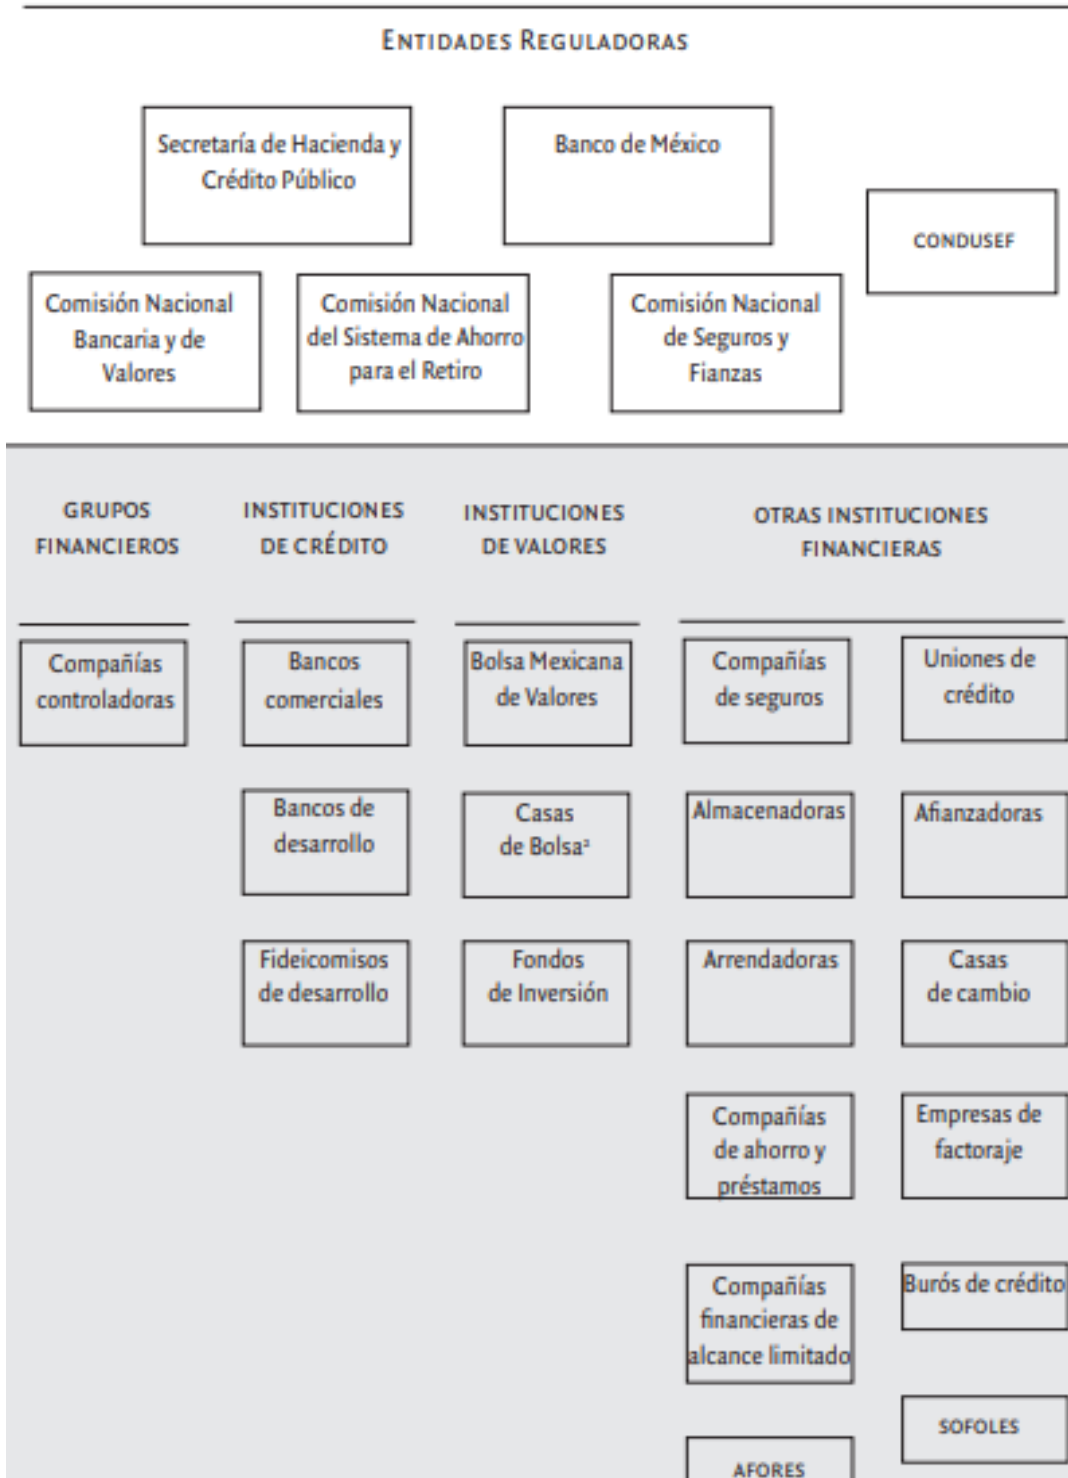 ENTIDADES REGULADORAS
Secretaría de Hacienda y
Crédito Público
Banco de México
CONDUSEF
Comisión Nacional
Bancaria y de
Valores
Comisión Nacional
del Sistema de Ahorro
para el Retiro
Comisión Nacional
de Seguros y
Fianzas
GRUPOS
FINANCIEROS
INSTITUCIONES
DE CRÉDITO
INSTITUCIONES
DE VALORES
OTRAS INSTITUCIONES
FINANCIERAS
Compañías
controladoras
Bancos
comerciales
Bolsa Mexicana
de Valores
Compañías
de seguros
Uniones de
crédito
Bancos de
desarrollo
Casas
de Bolsa²
Almacenadoras
Afianzadoras
Fideicomisos
de desarrollo
Fondos
de Inversión
Arrendadoras
Casas
de cambio
Compañías
de ahorro y
préstamos
Empresas de
factoraje
Compañías
financieras de
alcance limitado
Burós de crédito
SOFOLES
AFORES